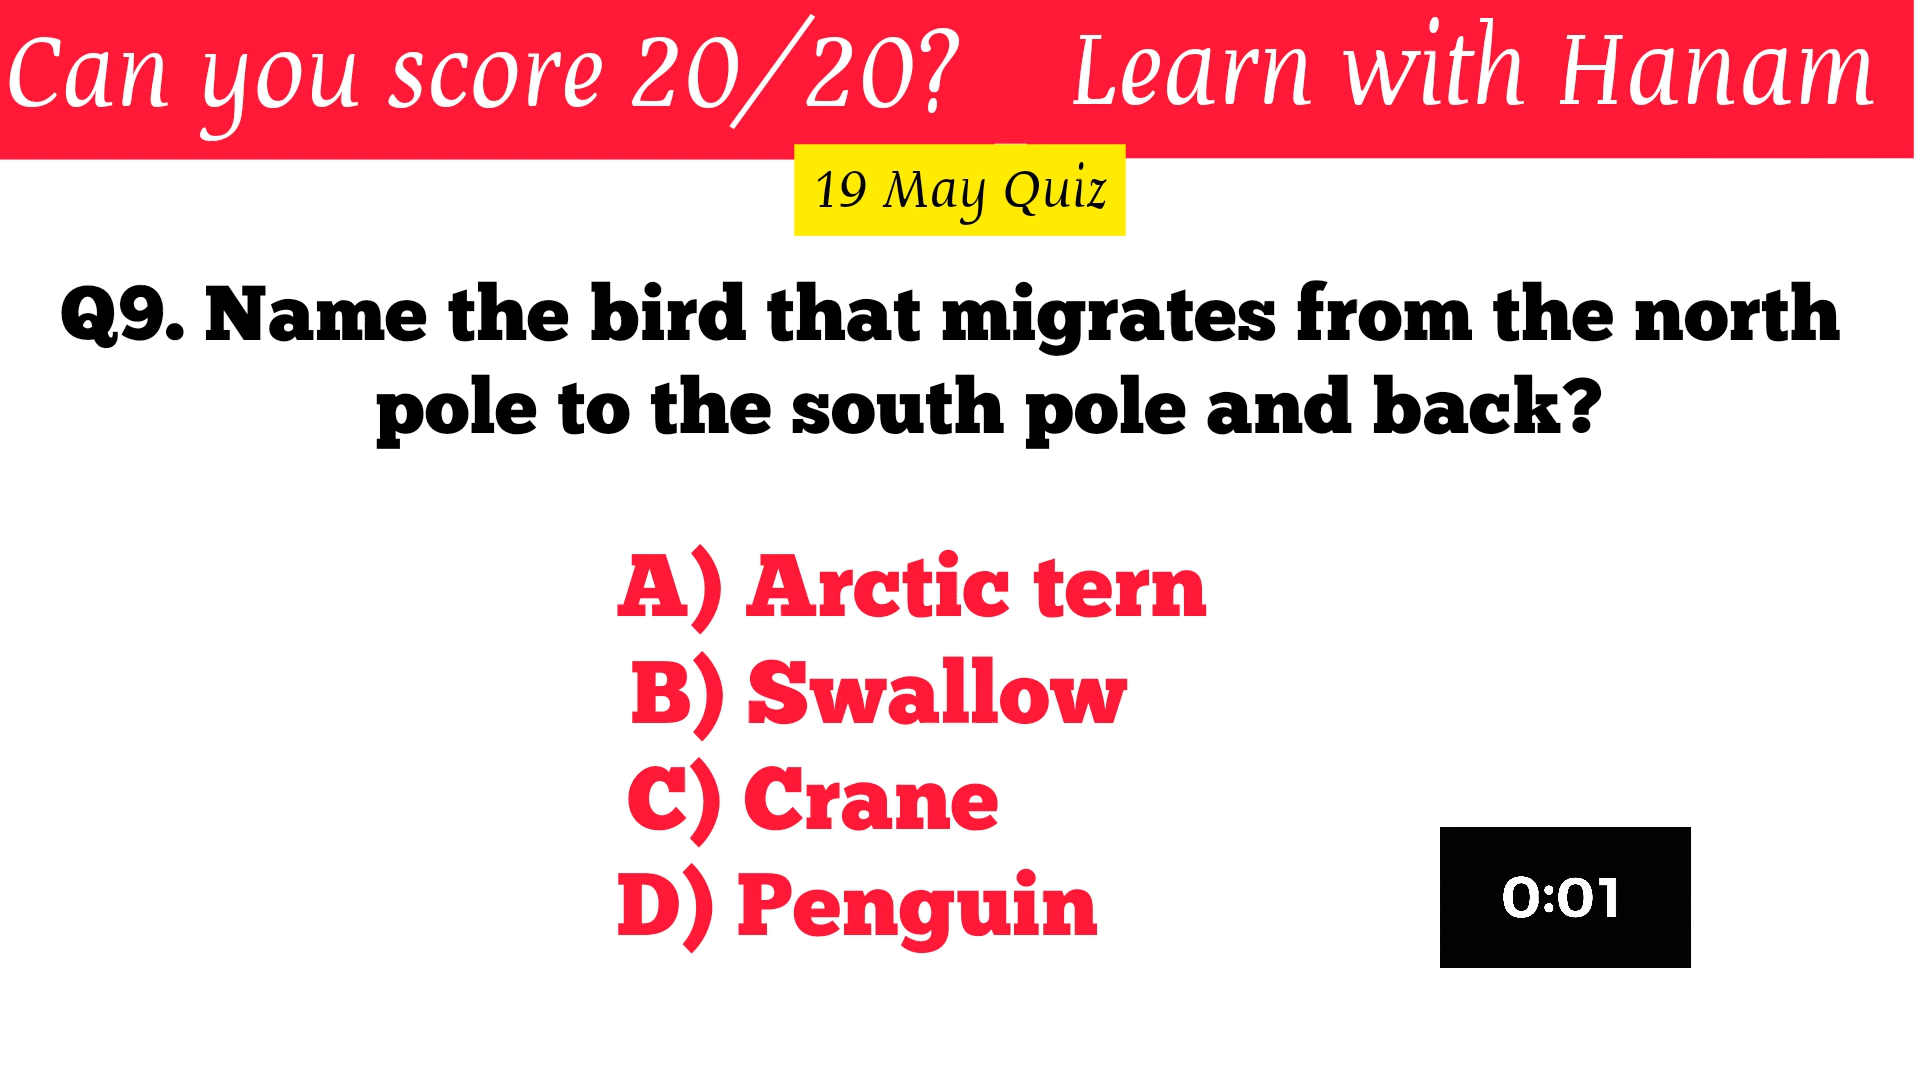 Can you score 20/20? Learn with Hanam
19 May Quiz
Q9. Name the bird that migrates from the north
pole to the south pole and back?
A) Arctic tern
B) Swallow
C) Crane
D) Penguin
0:01